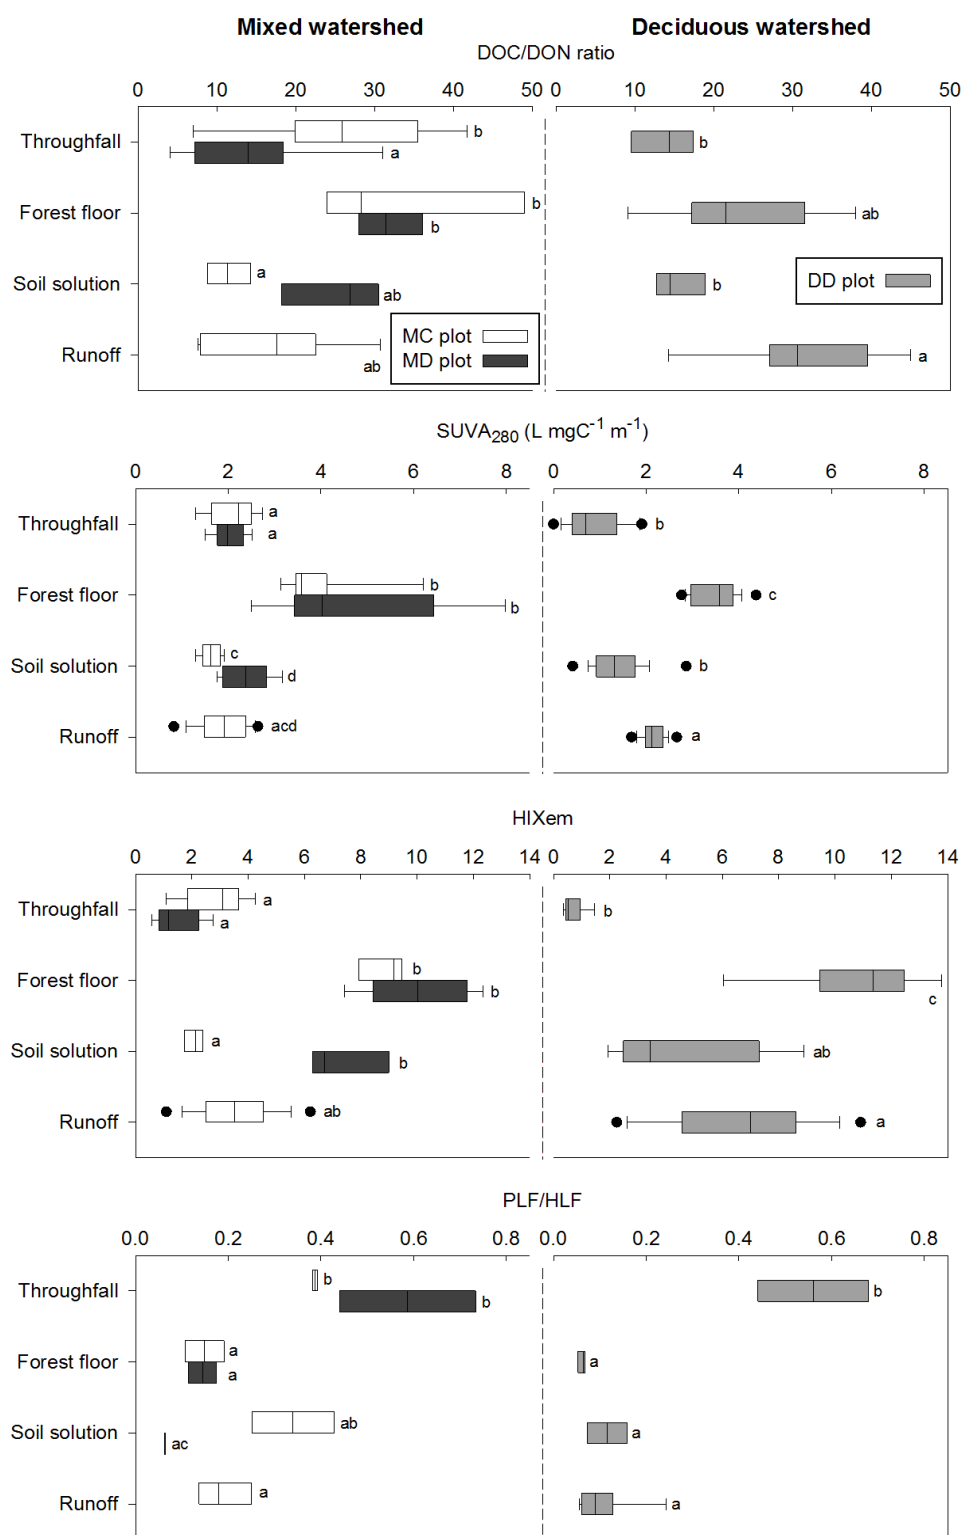 Mixed watershed Deciduous watershed
DOC/DON ratio
0 10 20 30 40 50 0 10 20 30 40 50
Throughfall b a b
Forest floor b b ab
Soil solution a ab b
DD plot
Runoff ab a
MC plot
MD plot
SUVA280 (L mgC-1 m-1)
0 2 4 6 8 0 2 4 6 8
Throughfall a a b
Forest floor b b c
Soil solution c d b
Runoff acd a
HIXem
0 2 4 6 8 10 12 14 0 2 4 6 8 10 12 14
Throughfall a a b
Forest floor b b c
Soil solution a b ab
Runoff ab a
PLF/HLF
0.0 0.2 0.4 0.6 0.8 0.0 0.2 0.4 0.6 0.8
Throughfall b b b
Forest floor a a a
Soil solution ab ac a
Runoff a a